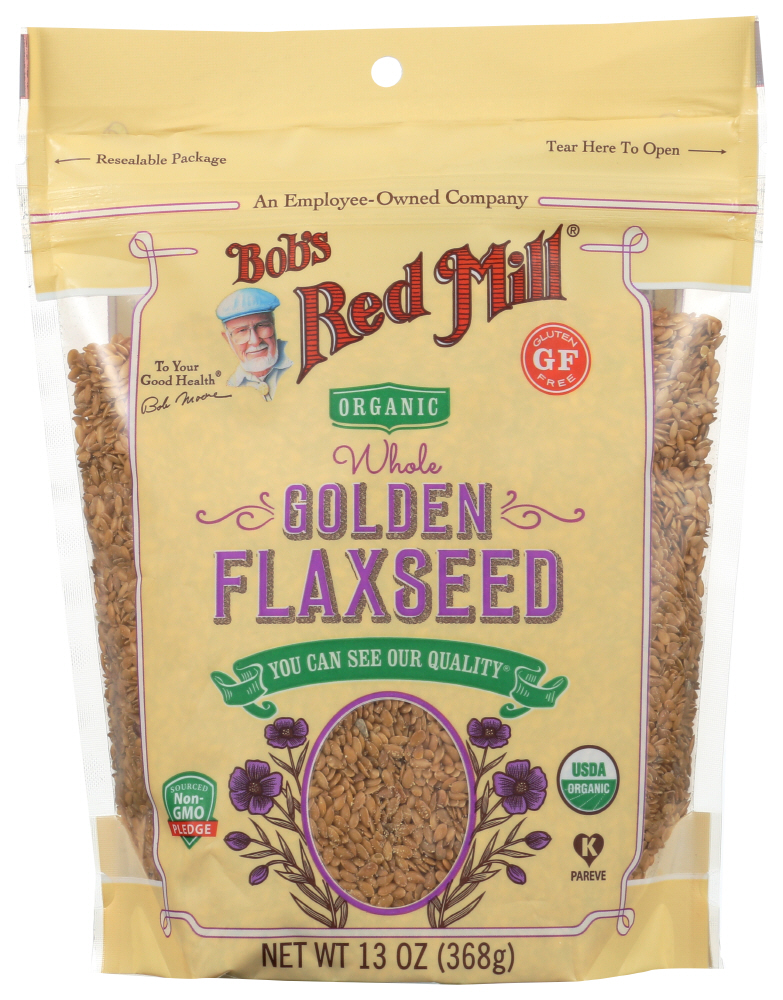 Resealable Package
Tear Here To Open
An Employee-Owned Company
Bob's
Red Mill®
To Your
Good Health®
Bob Moore
GLUTEN
GF
FREE
ORGANIC
Whole
GOLDEN
FLAXSEED
YOU CAN SEE OUR QUALITY®
SOURCED
Non-
GMO
PLEDGE
USDA
ORGANIC
K
PAREVE
NET WT 13 OZ (368g)